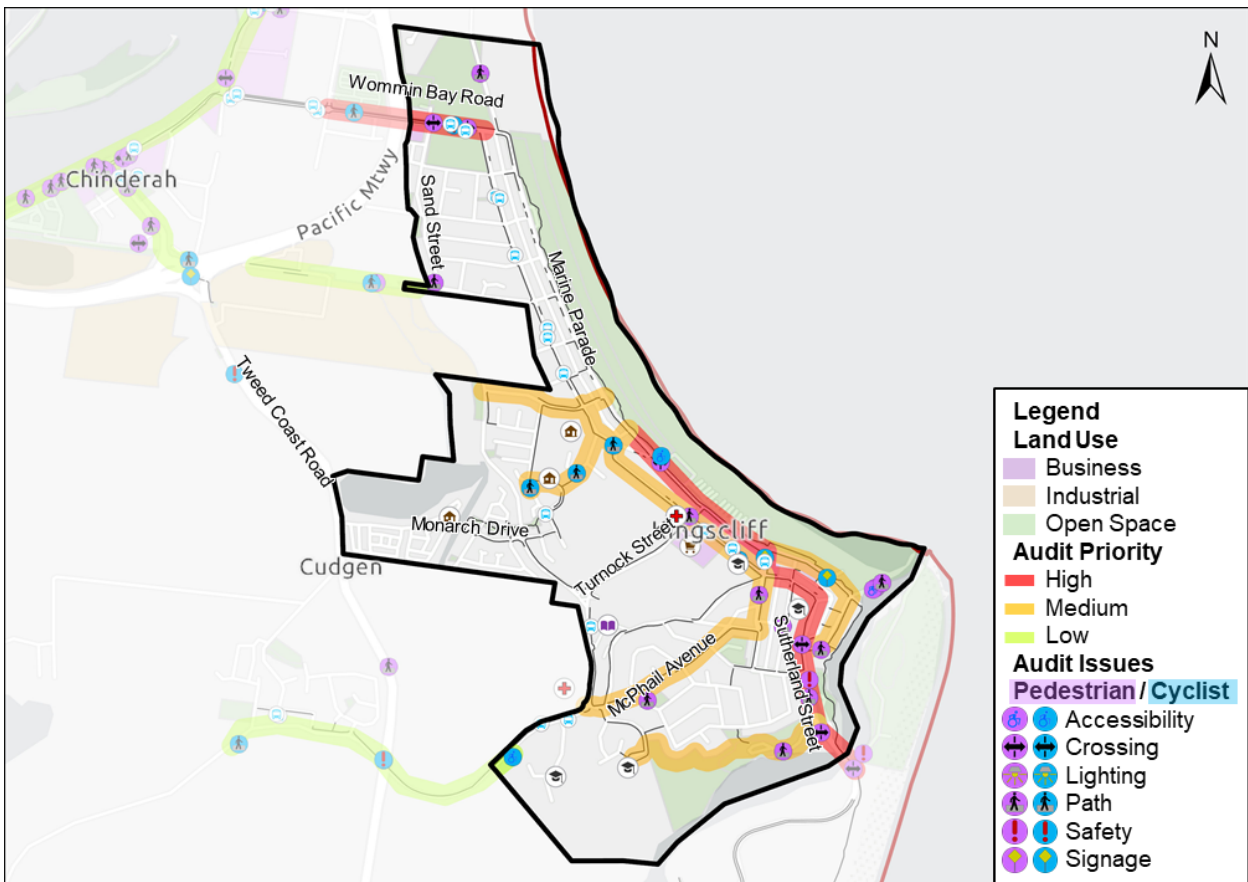 N
Wommin Bay Road
Chinderah
Pacific Mtwy
Sand Street
Marine Parade
Tweed Coast Road
Monarch Drive
Turnock Street
Kingscliff
Cudgen
McPhail Avenue
Sutherland Street
Legend
Land Use
Business
Industrial
Open Space
Audit Priority
High
Medium
Low
Audit Issues
Pedestrian / Cyclist
Accessibility
Crossing
Lighting
Path
Safety
Signage